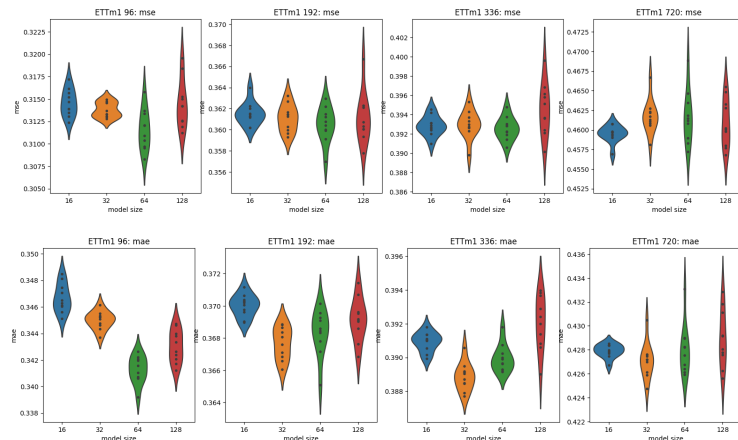 ETTm1 96: mse
ETTm1 192: mse
ETTm1 336: mse
ETTm1 720: mse
mse
0.3225
0.3200
0.3175
0.3150
0.3125
0.3100
0.3075
0.3050
16 32 64 128
model size
mse
0.370
0.368
0.366
0.364
0.362
0.360
0.358
0.356
16 32 64 128
model size
mse
0.402
0.400
0.398
0.396
0.394
0.392
0.390
0.388
0.386
16 32 64 128
model size
mse
0.4725
0.4700
0.4675
0.4650
0.4625
0.4600
0.4575
0.4550
0.4525
16 32 64 128
model size
ETTm1 96: mae
ETTm1 192: mae
ETTm1 336: mae
ETTm1 720: mae
mae
0.350
0.348
0.346
0.344
0.342
0.340
0.338
16 32 64 128
model size
mae
0.372
0.370
0.368
0.366
0.364
16 32 64 128
model size
mae
0.396
0.394
0.392
0.390
0.388
16 32 64 128
model size
mae
0.436
0.434
0.432
0.430
0.428
0.426
0.424
0.422
16 32 64 128
model size